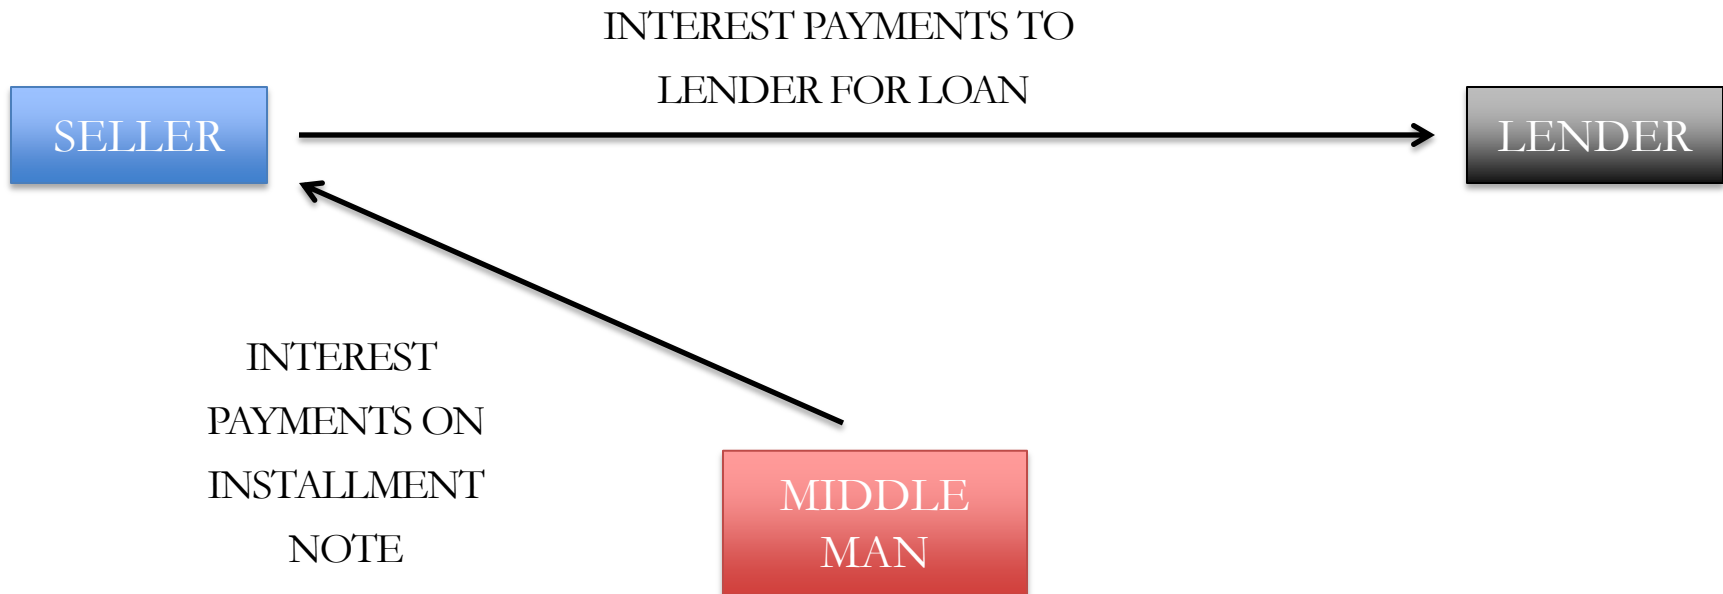 INTEREST PAYMENTS TO
LENDER FOR LOAN
SELLER
LENDER
INTEREST
PAYMENTS ON
INSTALLMENT
NOTE
MIDDLE
MAN